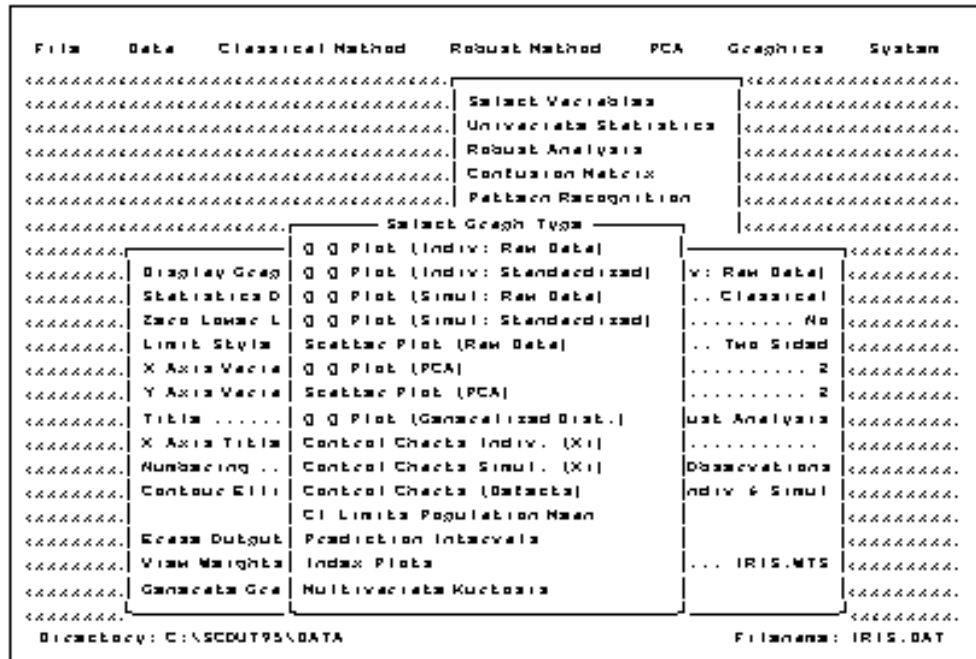 File Data Classical Method Robust Method PCA Graphics System
Select Variables
Univariate Statistics
Robust Analysis
Confusion Matrix
Pattern Recognition
Select Graph Type
Q Q Plot (Indiv: Raw Data)
Display Grap Q Q Plot (Indiv: Standardized) v: Raw Data)
Statistics D Q Q Plot (Simul: Raw Data) .. Classical
Zero Lower L Q Q Plot (Simul: Standardized) ......... No
Limit Style Scatter Plot (Raw Data) .. Two Sided
X Axis Varia Q Q Plot (PCA) .......... 2
Y Axis Varia Scatter Plot (PCA) .......... 2
Title ...... Q Q Plot (Generalized Dist.) ust Analysis
X Axis Title Control Charts Indiv. (Xi) ...........
Numbering .. Control Charts Simul. (Xi) Observations
Contour Elli Control Charts (Defects) ndiv & Simul
CI Limits Population Mean
Erase Output Prediction Intervals
View Weights Index Plots ... IRIS.WTS
Generate Gra Multivariate Kurtosis
Directory: C:\SCOUT95\DATA Filename: IRIS.DAT